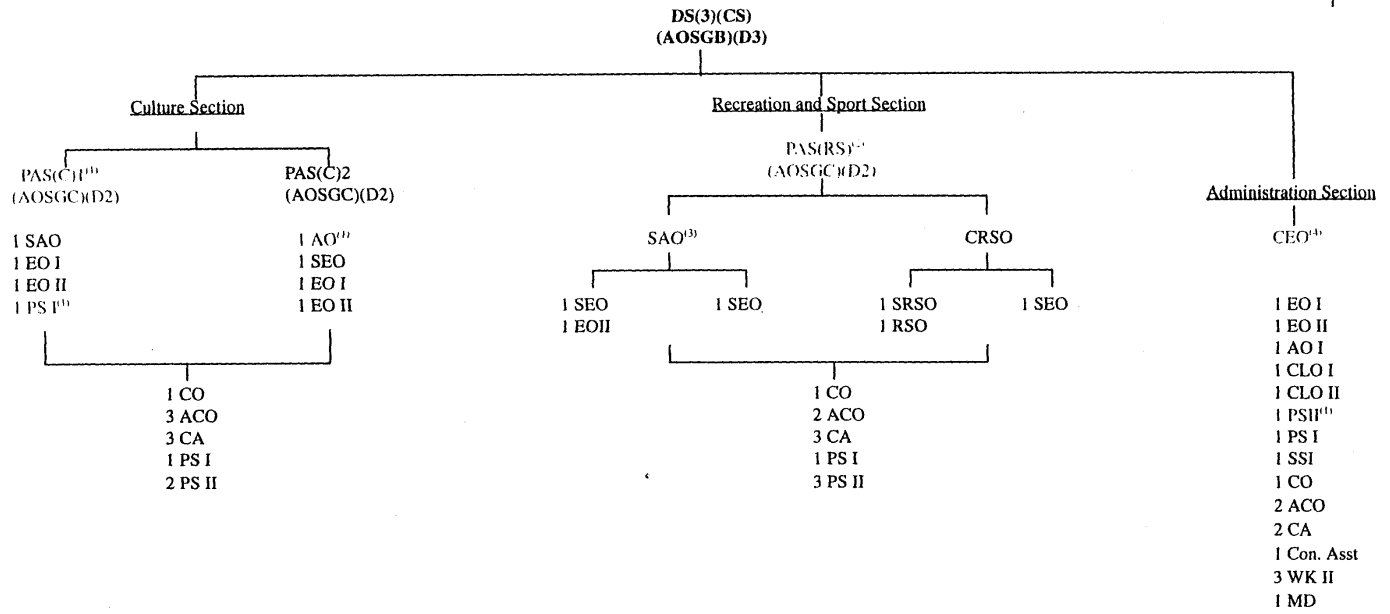 DS(3)(CS)
(AOSGB)(D3)
Culture Section
PAS(C)1⁽¹⁾
(AOSGC)(D2)
1 SAO
1 EO I
1 EO II
1 PS I⁽¹⁾
PAS(C)2
(AOSGC)(D2)
1 AO
1 SEO
1 EO I
1 EO II
1 CO
3 ACO
3 CA
1 PS I
2 PS II
Recreation and Sport Section
PAS(RS)
(AOSGC)(D2)
SAO⁽³⁾
CRSO
1 SEO
1 EOII
1 SEO
1 SRSO
1 RSO
1 SEO
1 CO
2 ACO
3 CA
1 PS I
3 PS II
Administration Section
CEO⁽⁴⁾
1 EO I
1 EO II
1 AO I
1 CLO I
1 CLO II
1 PSII⁽¹⁾
1 PS I
1 SSI
1 CO
2 ACO
2 CA
1 Con. Asst
3 WK II
1 MD